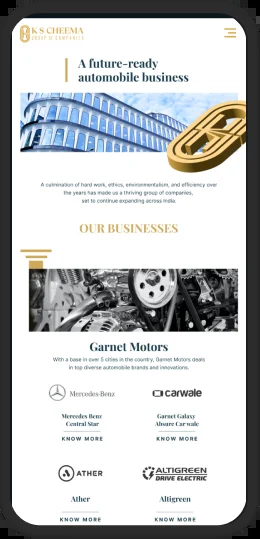 K S CHEEMA
GROUP OF COMPANIES
A future-ready
automobile business
A culmination of hard work, ethics, environmentalism, and efficiency over
the years has made us a thriving group of companies,
set to continue expanding across India.
OUR BUSINESSES
Garnet Motors
With a base in over 5 cities in the country, Garnet Motors deals
in top diverse automobile brands and innovations.
Mercedes-Benz
carwale
Mercedes Benz
Central Star
Garnet Galaxy
Absure Car wale
KNOW MORE
KNOW MORE
ATHER
ALTIGREEN
DRIVE ELECTRIC
Ather
Altigreen
KNOW MORE
KNOW MORE